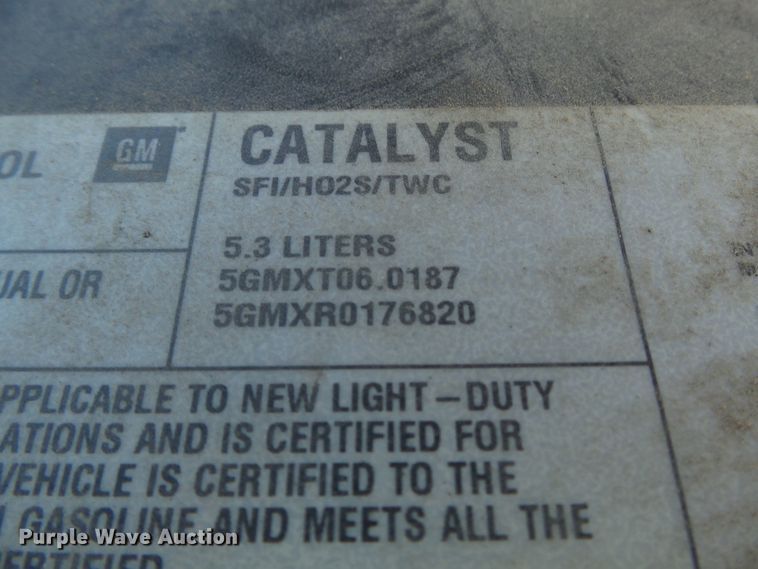 OL
GM
CATALYST
SFI/HO2S/TWC
5.3 LITERS
5GMXT06.0187
5GMXR0176820
UAL OR
PPLICABLE TO NEW LIGHT-DUTY
ATIONS AND IS CERTIFIED FOR
VEHICLE IS CERTIFIED TO THE
GASOLINE AND MEETS ALL THE
CERTIFIED
Purple Wave Auction